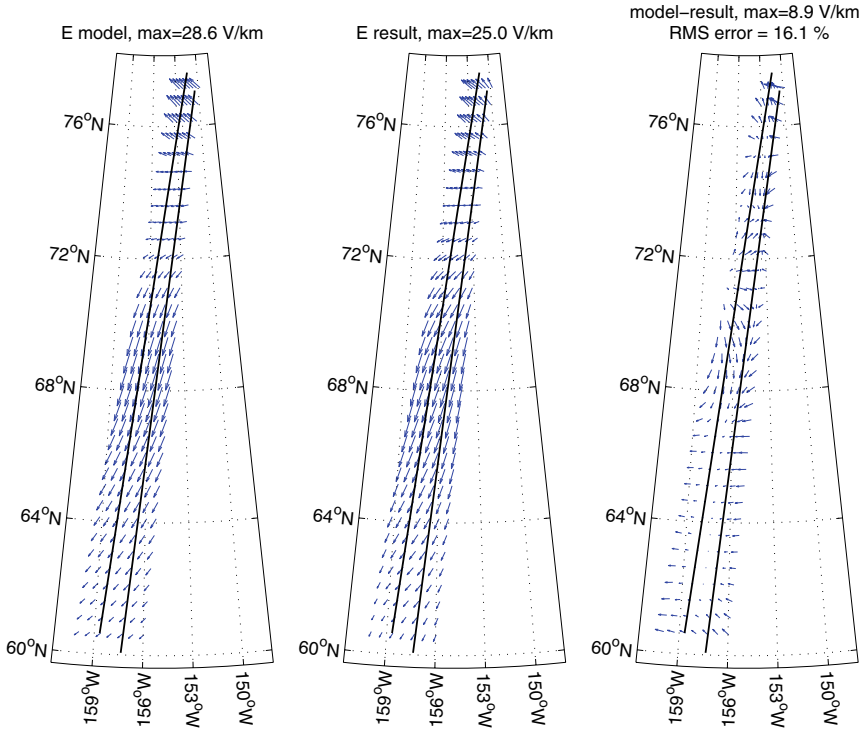 E model, max=28.6 V/km
E result, max=25.0 V/km
model−result, max=8.9 V/km
RMS error = 16.1 %
76°N
72°N
68°N
64°N
60°N
159°W
156°W
153°W
150°W
76°N
72°N
68°N
64°N
60°N
159°W
156°W
153°W
150°W
76°N
72°N
68°N
64°N
60°N
159°W
156°W
153°W
150°W